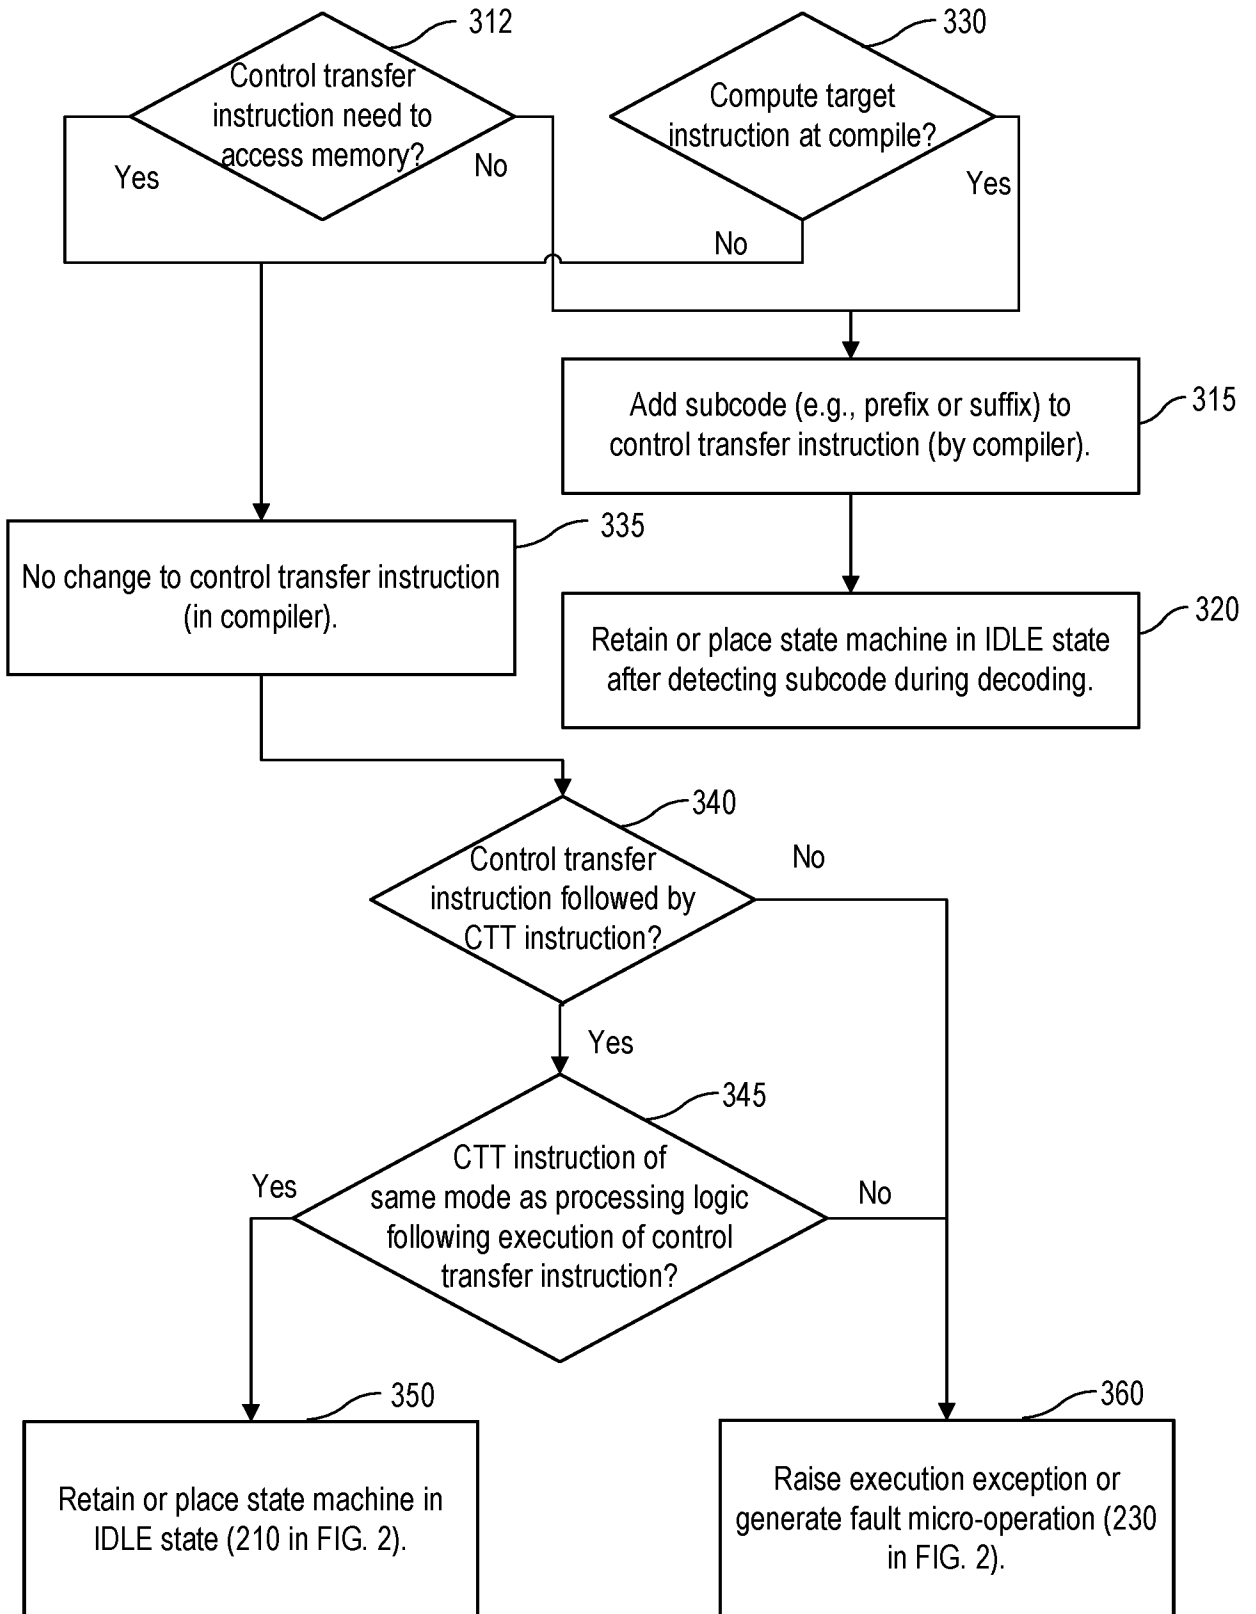 312
Control transfer
instruction need to
access memory?
Yes
No
330
Compute target
instruction at compile?
Yes
No
Add subcode (e.g., prefix or suffix) to
control transfer instruction (by compiler).
315
335
No change to control transfer instruction
(in compiler).
320
Retain or place state machine in IDLE state
after detecting subcode during decoding.
340
Control transfer
instruction followed by
CTT instruction?
No
Yes
345
CTT instruction of
same mode as processing logic
following execution of control
transfer instruction?
Yes
No
350
Retain or place state machine in
IDLE state (210 in FIG. 2).
360
Raise execution exception or
generate fault micro-operation (230
in FIG. 2).